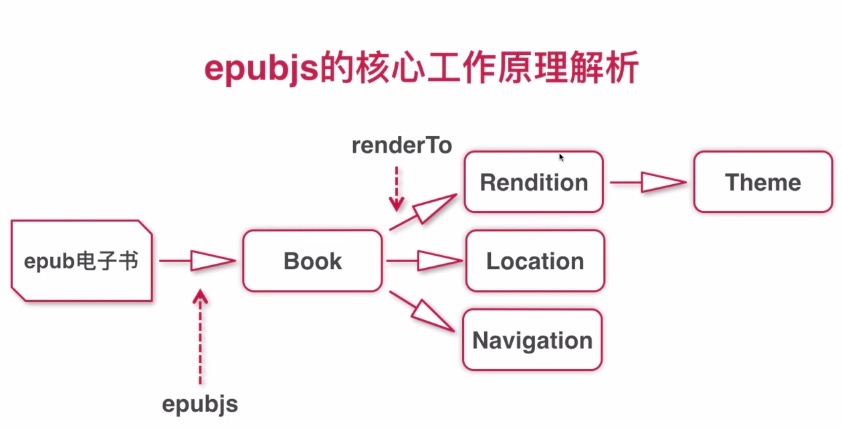 epubjs的核心工作原理解析
renderTo
Rendition
Theme
epub电子书
Book
Location
Navigation
epubjs